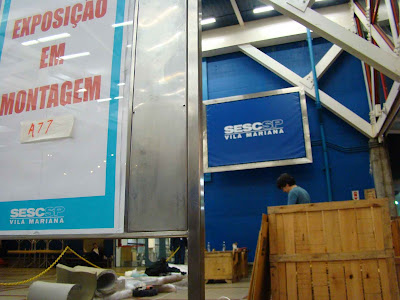 EXPOSIÇÃO
EM
MONTAGEM
A77
SESCSP
VILA MARIANA
SESCSP
VILA MARIANA